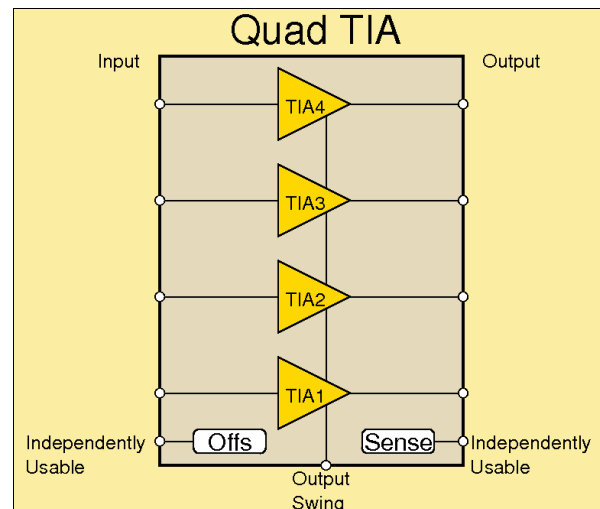 Quad TIA
Input
Output
TIA4
TIA3
TIA2
TIA1
Offs
Sense
Independently
Usable
Independently
Usable
Output
Swing